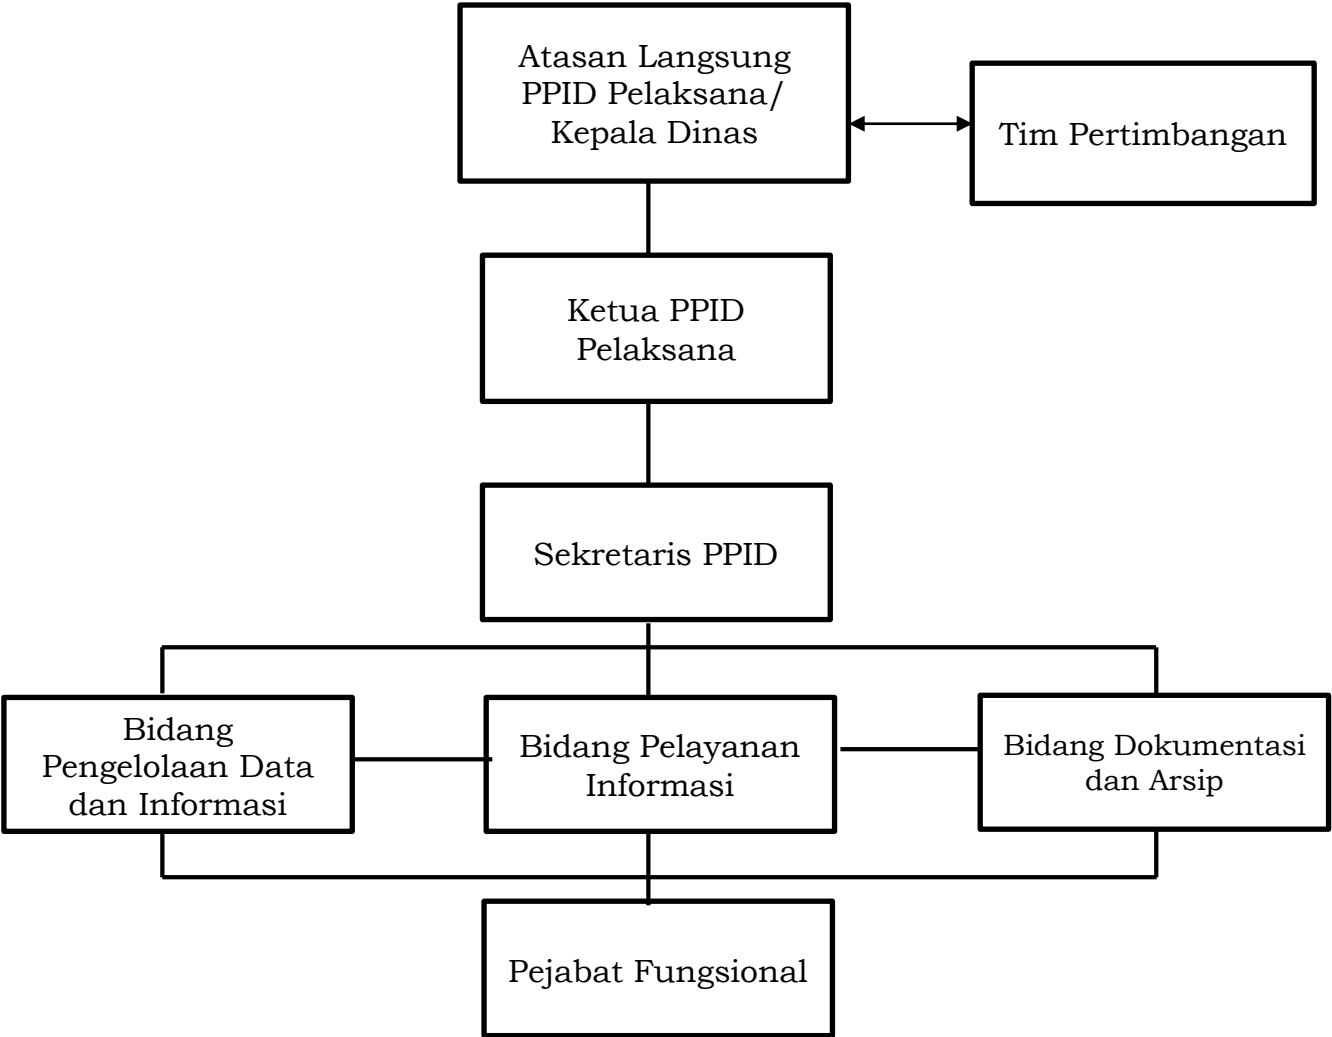 Atasan Langsung
PPID Pelaksana/
Kepala Dinas
Tim Pertimbangan
Ketua PPID
Pelaksana
Sekretaris PPID
Bidang
Pengelolaan Data
dan Informasi
Bidang Pelayanan
Informasi
Bidang Dokumentasi
dan Arsip
Pejabat Fungsional